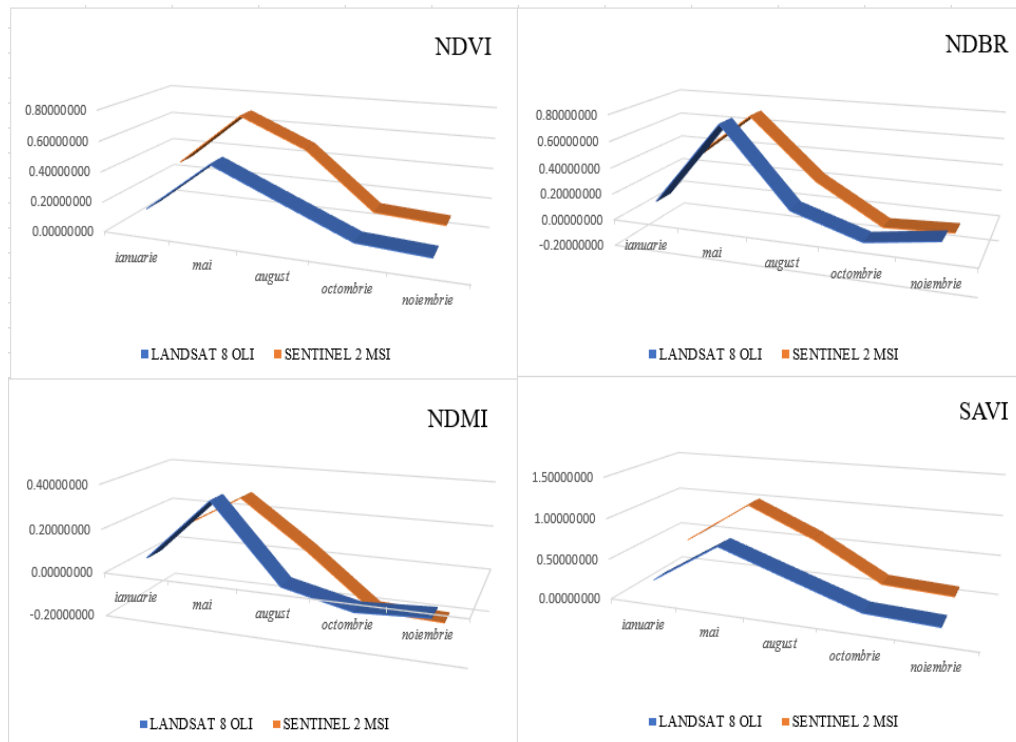 NDVI
0.80000000
0.60000000
0.40000000
0.20000000
0.00000000
ianuarie
mai
august
octombrie
noiembrie
LANDSAT 8 OLI SENTINEL 2 MSI
NDBR
0.80000000
0.60000000
0.40000000
0.20000000
0.00000000
-0.20000000
ianuarie
mai
august
octombrie
noiembrie
LANDSAT 8 OLI SENTINEL 2 MSI
NDMI
0.40000000
0.20000000
0.00000000
-0.20000000
ianuarie
mai
august
octombrie
noiembrie
LANDSAT 8 OLI SENTINEL 2 MSI
SAVI
1.50000000
1.00000000
0.50000000
0.00000000
ianuarie
mai
august
octombrie
noiembrie
LANDSAT 8 OLI SENTINEL 2 MSI